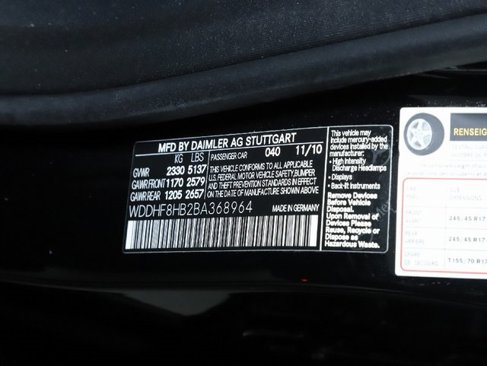 MFD BY DAIMLER AG STUTTGART
KG LBS PASSENGER CAR 040 11/10
GVWR 2330 5137
GAWR FRONT 1170 2579
GAWR REAR 1205 2657
THIS VEHICLE CONFORMS TO ALL APPLICABLE
U.S. FEDERAL MOTOR VEHICLE SAFETY, BUMPER
AND THEFT PREVENTION STANDARDS IN EFFECT
ON THE DATE OF MANUFACTURE SHOWN ABOVE
WDDHF8HB2BA368964 MADE IN GERMANY
This vehicle may
include mercury-added
devices installed by the
manufacturer:
• High Intensity
Discharge Headlamps
• Displays
• Back-lit Instruments
Remove Devices
Before Vehicle
Disposal
Upon Removal of
Devices Please
Reuse, Recycle or
Dispose as
Hazardous Waste.
RENSEIG
245/45 R17
245/45 R17
T155/70 R17